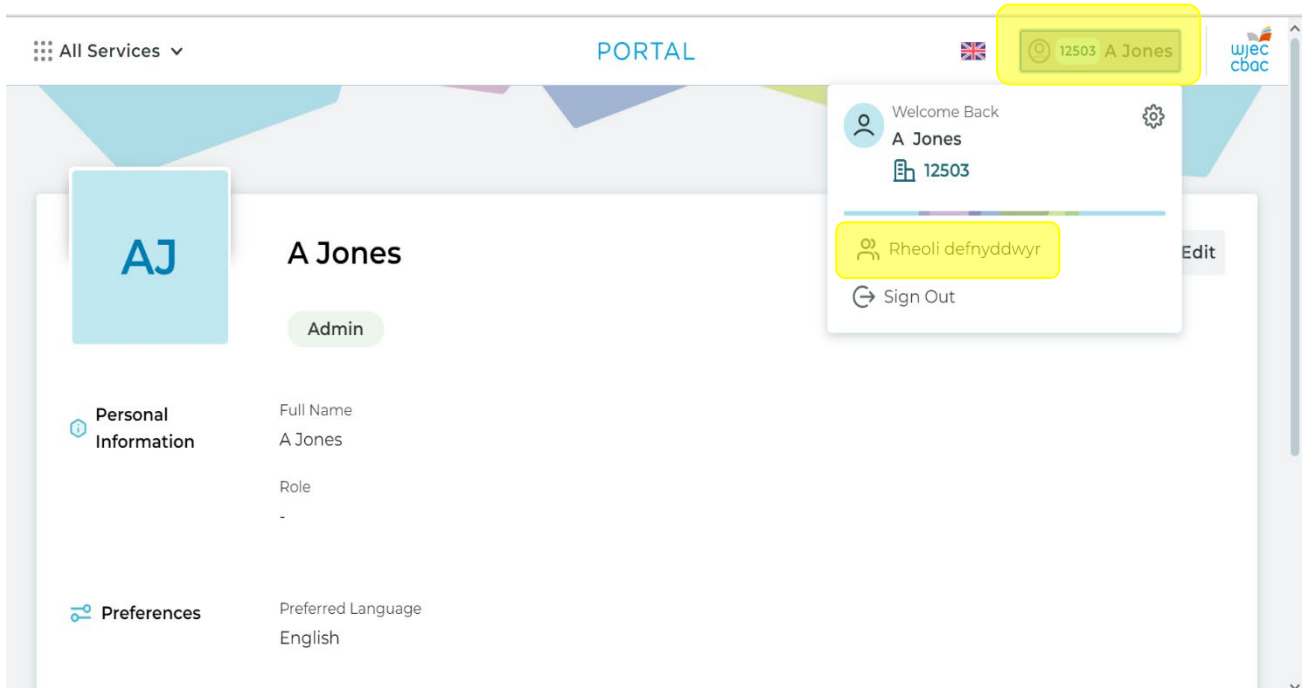 All Services
PORTAL
12503 A Jones
wjec
cbac
Welcome Back
A Jones
12503
Rheoli defnyddwyr
Sign Out
AJ
A Jones
Edit
Admin
Personal
Information
Full Name
A Jones
Role
-
Preferences
Preferred Language
English